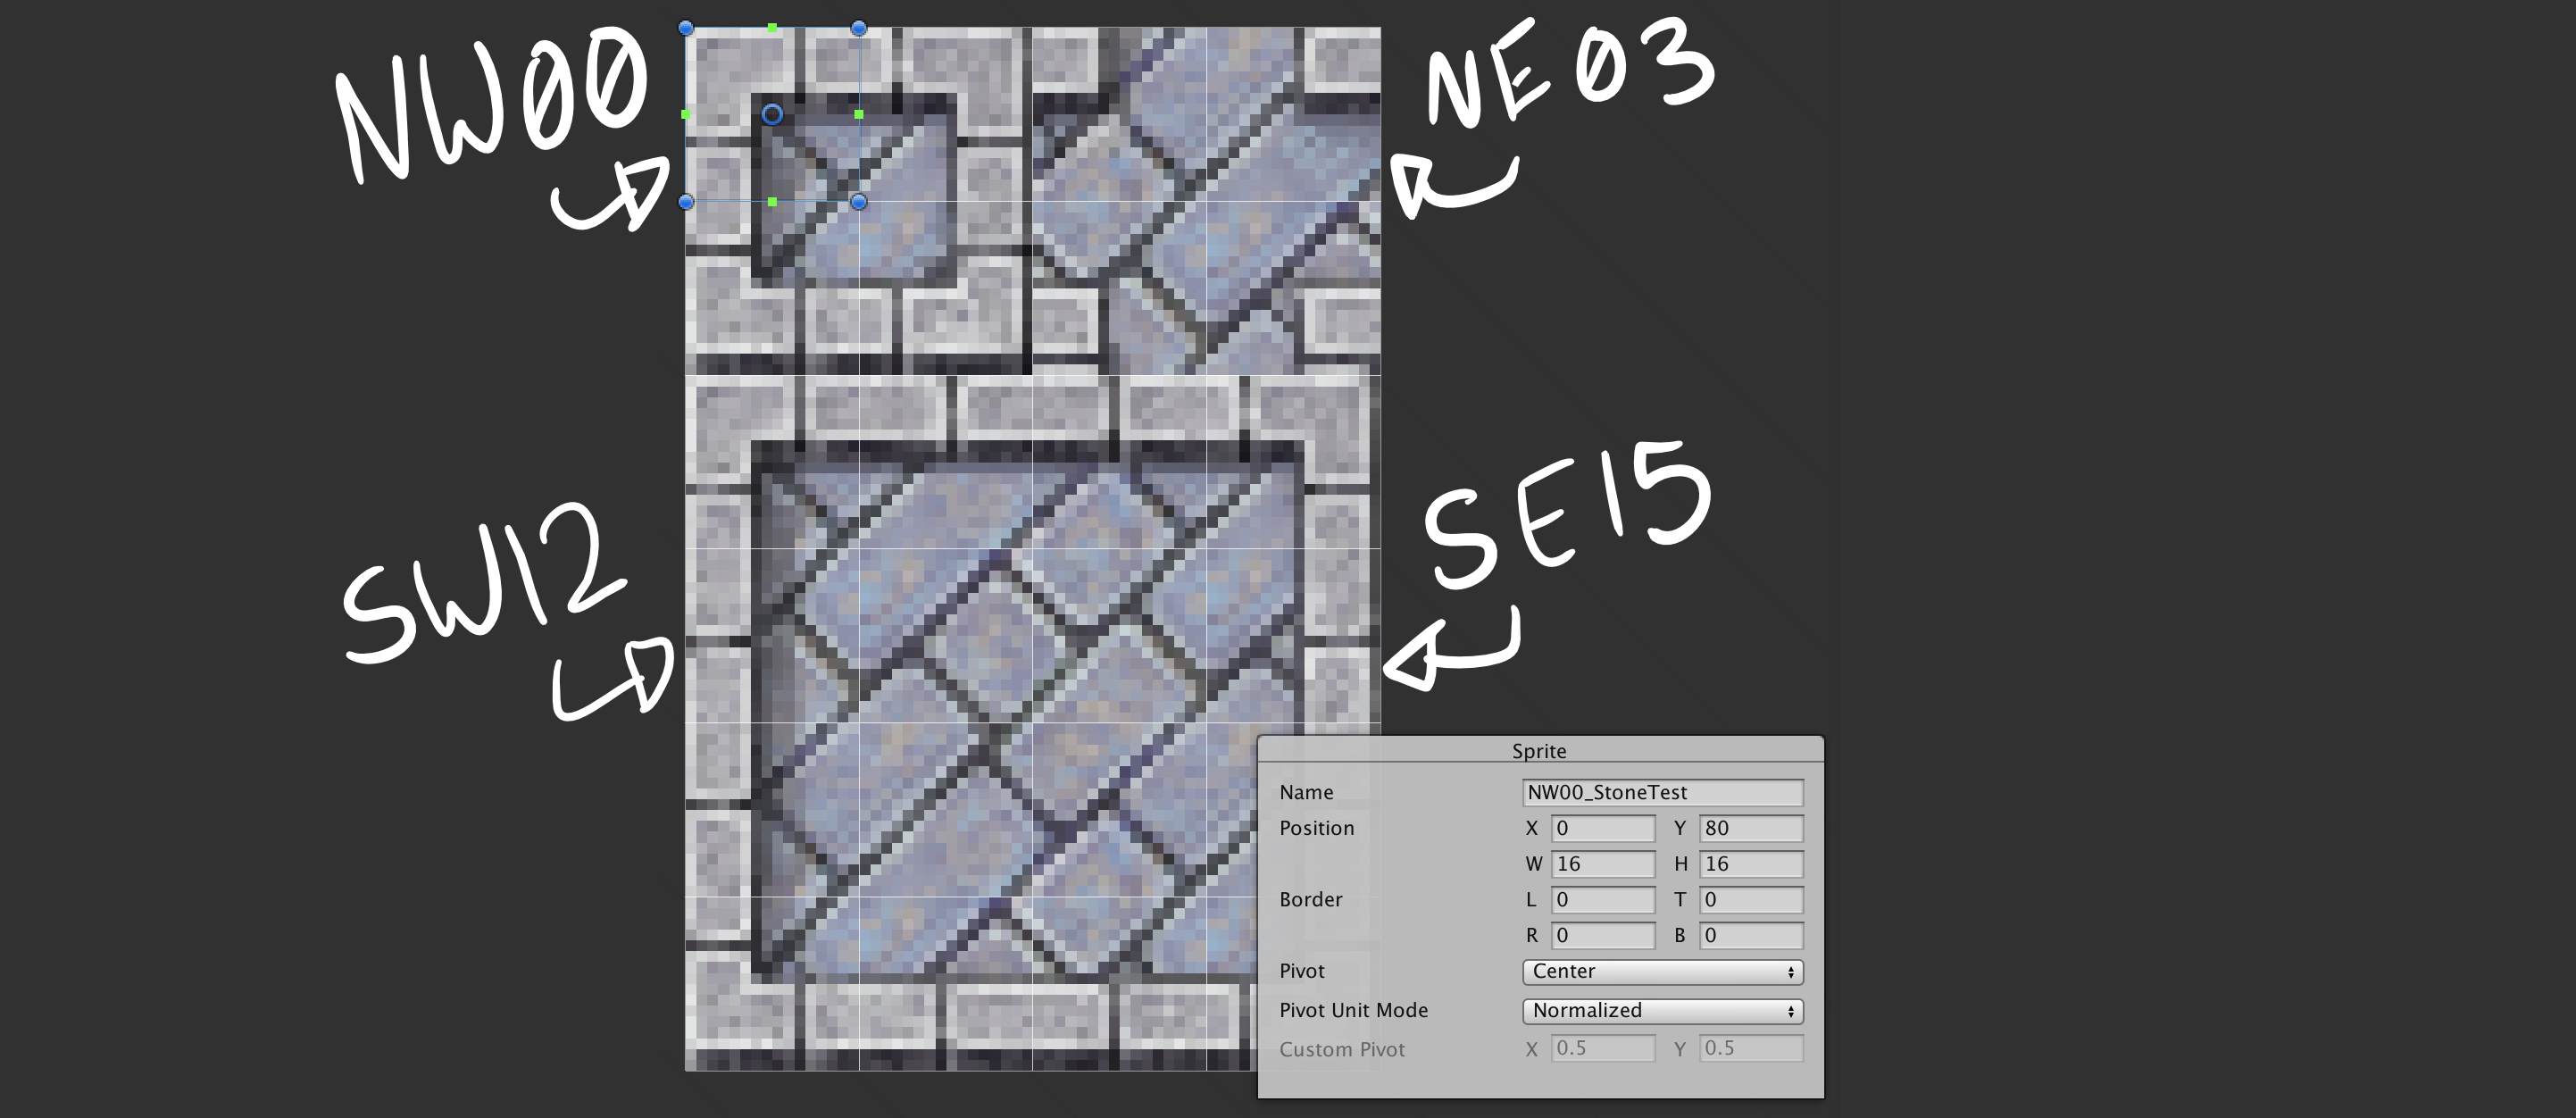 NW00
NE03
SW12
SE15
Sprite
Name NW00_StoneTest
Position X 0 Y 80
W 16 H 16
Border L 0 T 0
R 0 B 0
Pivot Center
Pivot Unit Mode Normalized
Custom Pivot X 0.5 Y 0.5